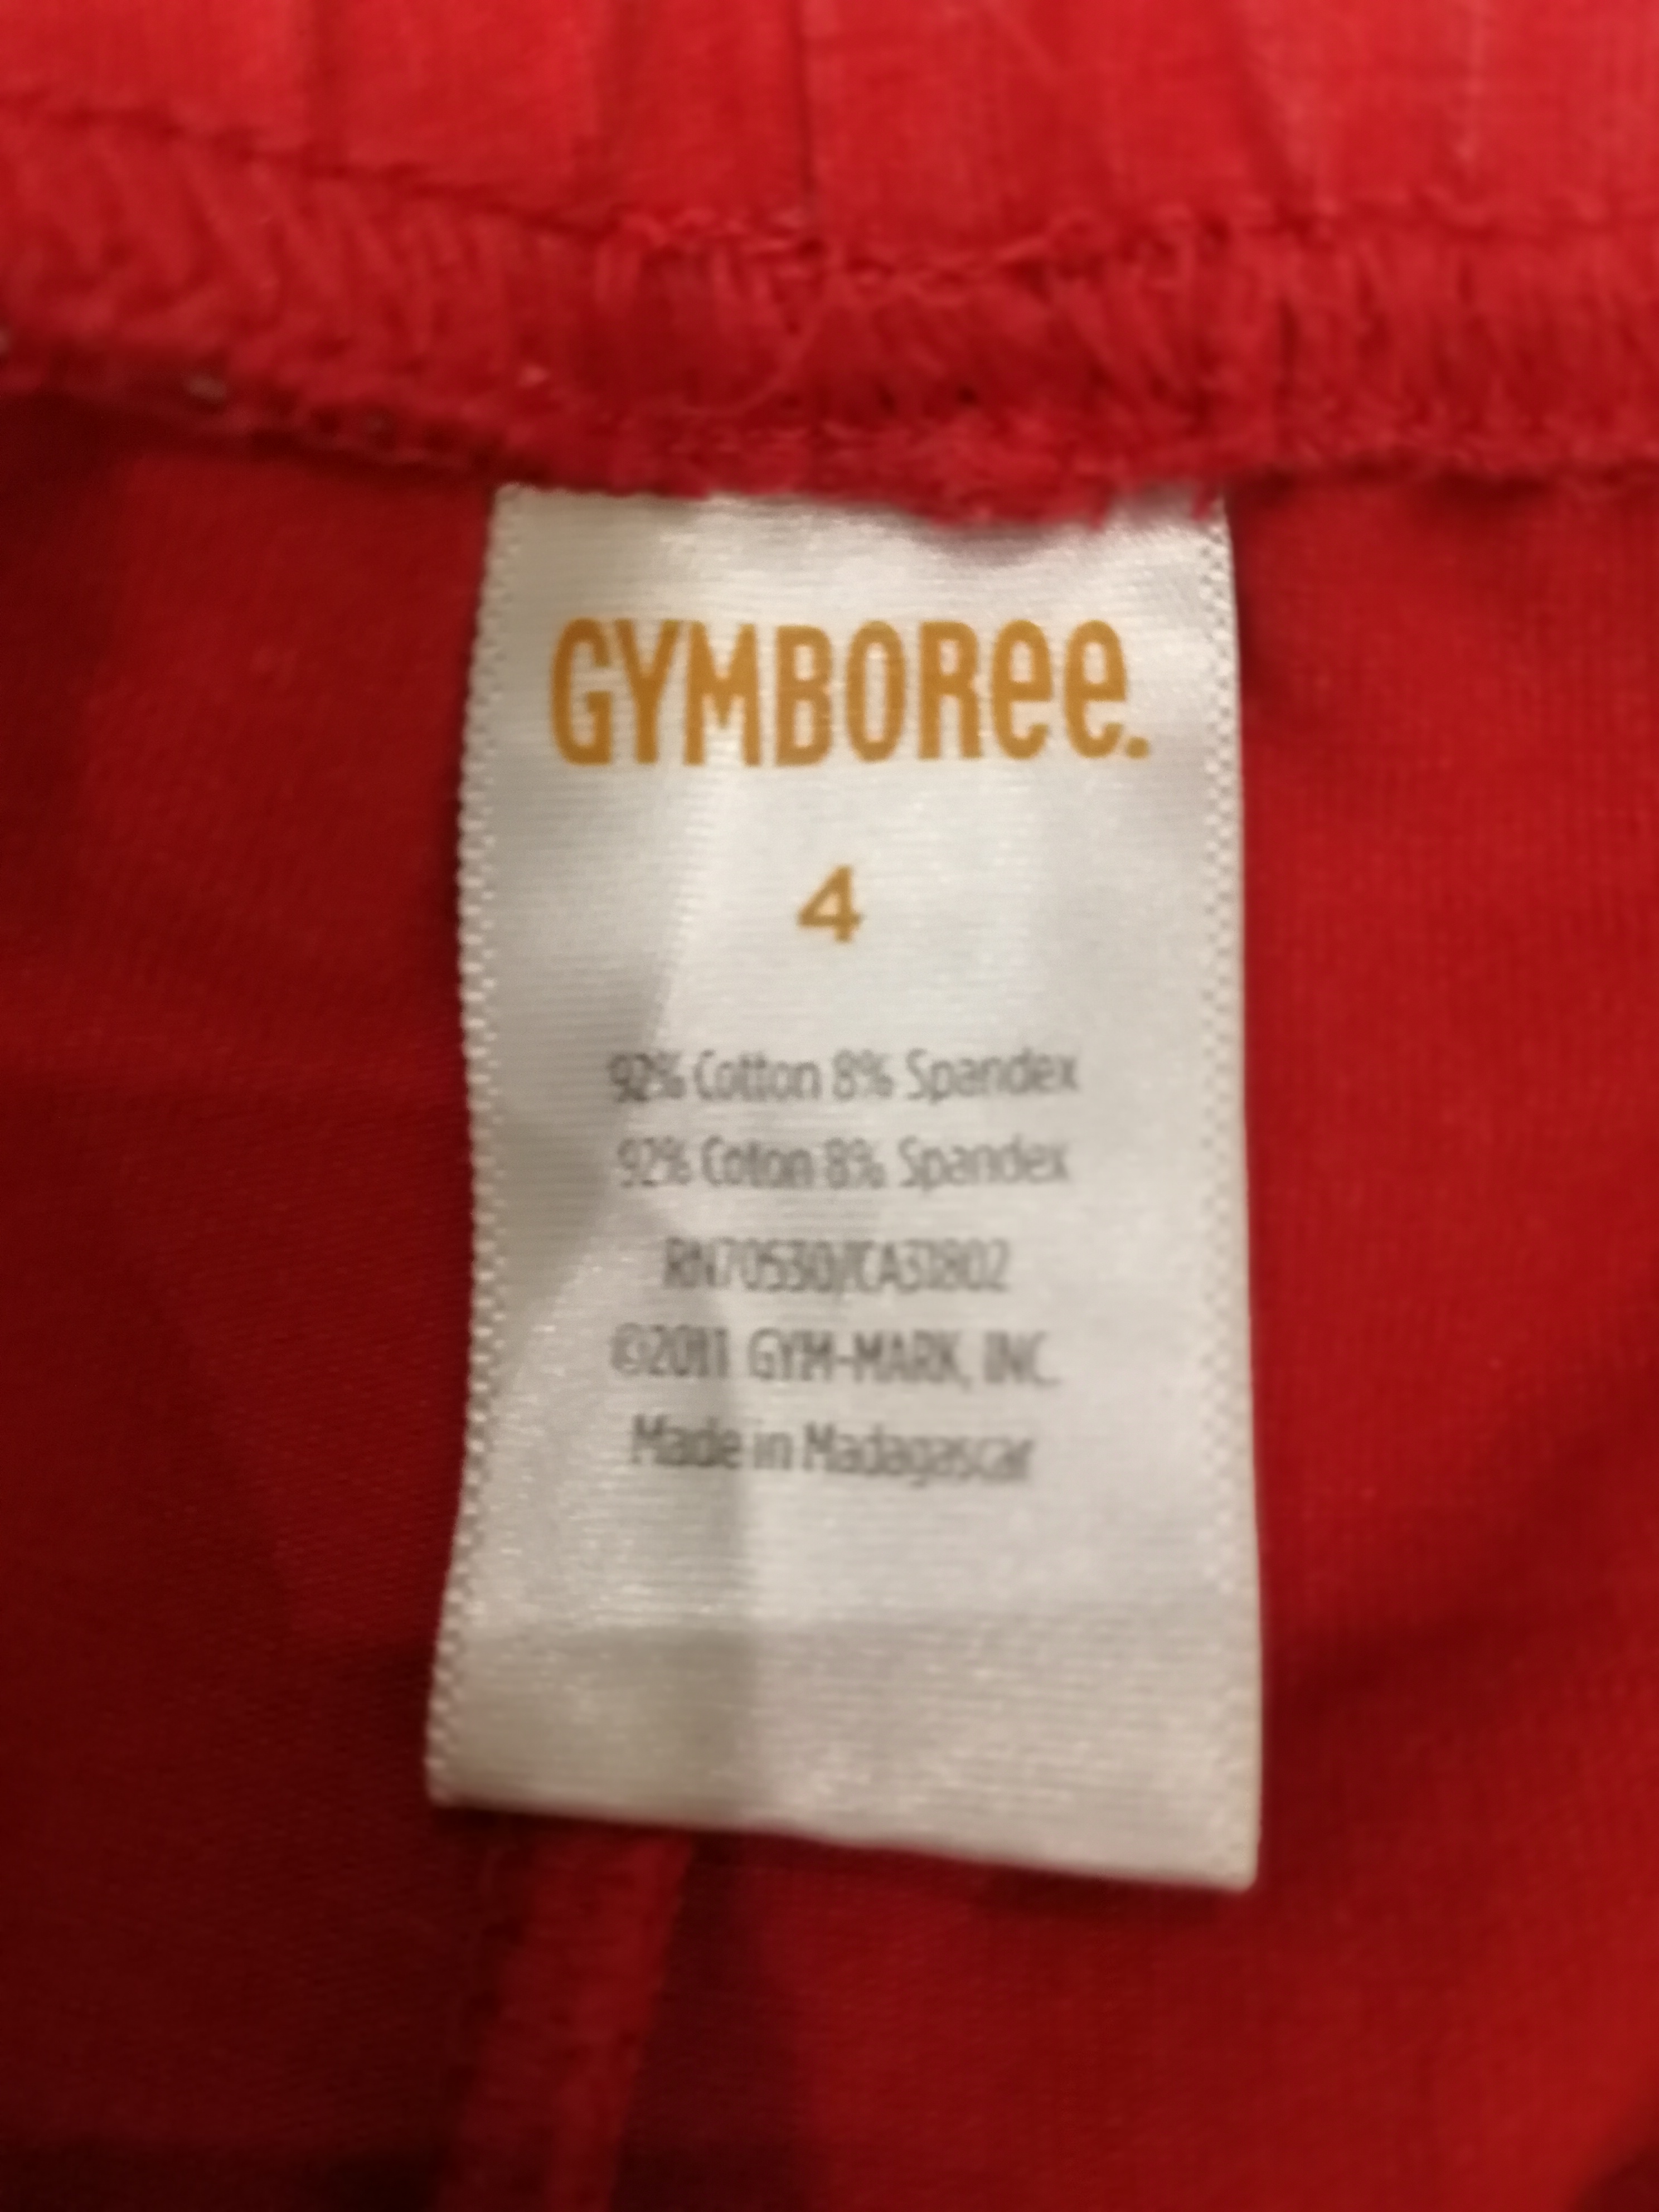 GYMBORee.
4
92% Cotton 8% Spandex
92% Coton 8% Spandex
RN70530/CA31802
©2011 GYM-MARK, INC.
Made in Madagascar